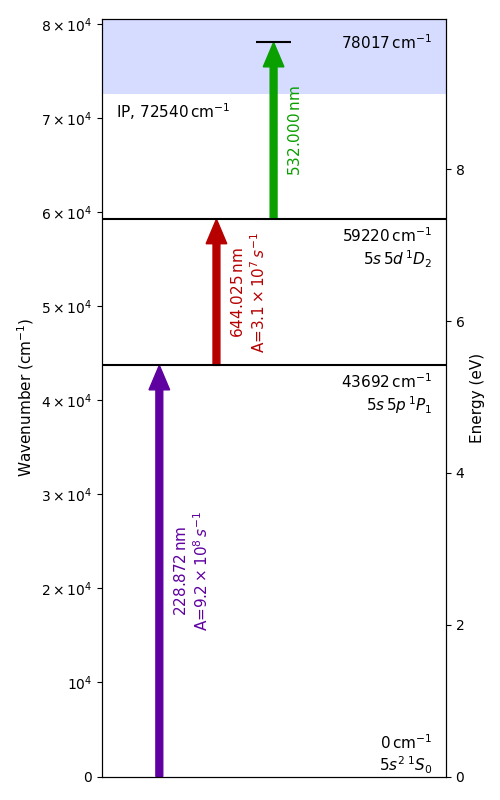 8 × 10⁴
7 × 10⁴
6 × 10⁴
5 × 10⁴
4 × 10⁴
3 × 10⁴
2 × 10⁴
10⁴
0
Wavenumber (cm⁻¹)
78017 cm⁻¹
IP, 72540 cm⁻¹
532.000 nm
59220 cm⁻¹
5s 5d ¹D₂
644.025 nm
A=3.1 × 10⁷ s⁻¹
43692 cm⁻¹
5s 5p ¹P₁
228.872 nm
A=9.2 × 10⁸ s⁻¹
0 cm⁻¹
5s² ¹S₀
8
6
4
2
0
Energy (eV)